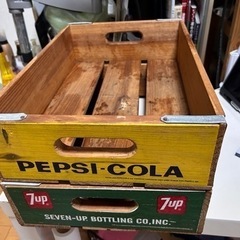 PEPSI-COLA
7up 7up
SEVEN-UP BOTTLING CO., INC.